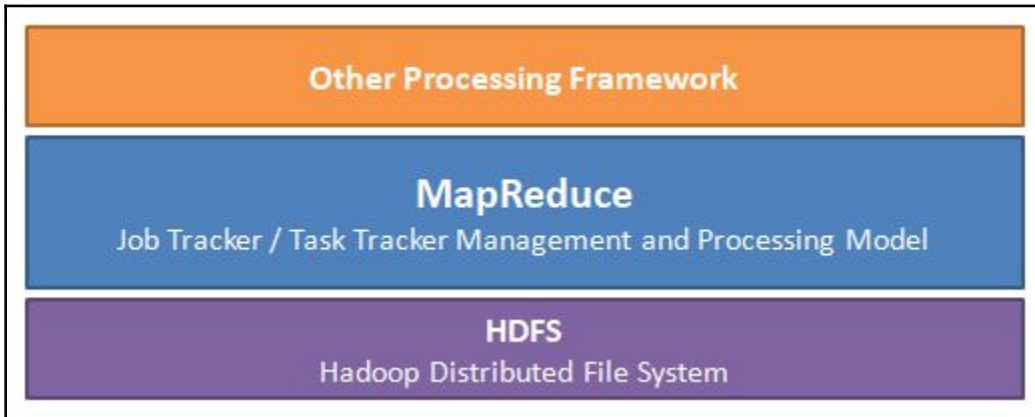 Other Processing Framework
MapReduce
Job Tracker / Task Tracker Management and Processing Model
HDFS
Hadoop Distributed File System